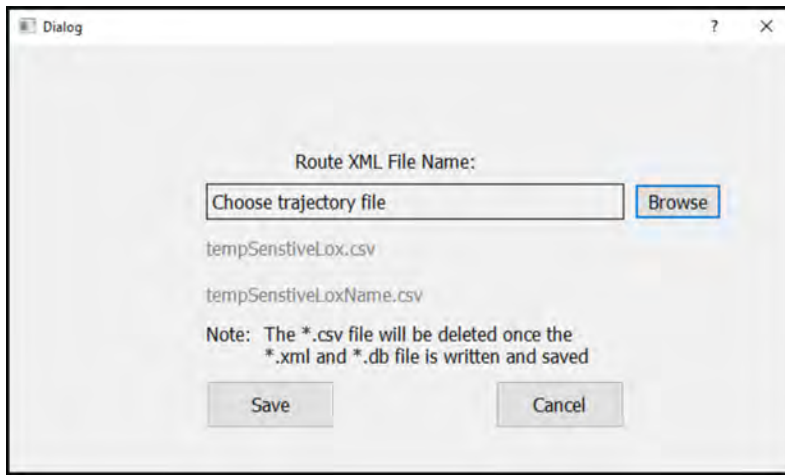 Dialog
?
Route XML File Name:
Choose trajectory file
Browse
tempSenstiveLox.csv
tempSenstiveLoxName.csv
Note: The *.csv file will be deleted once the
*.xml and *.db file is written and saved
Save
Cancel